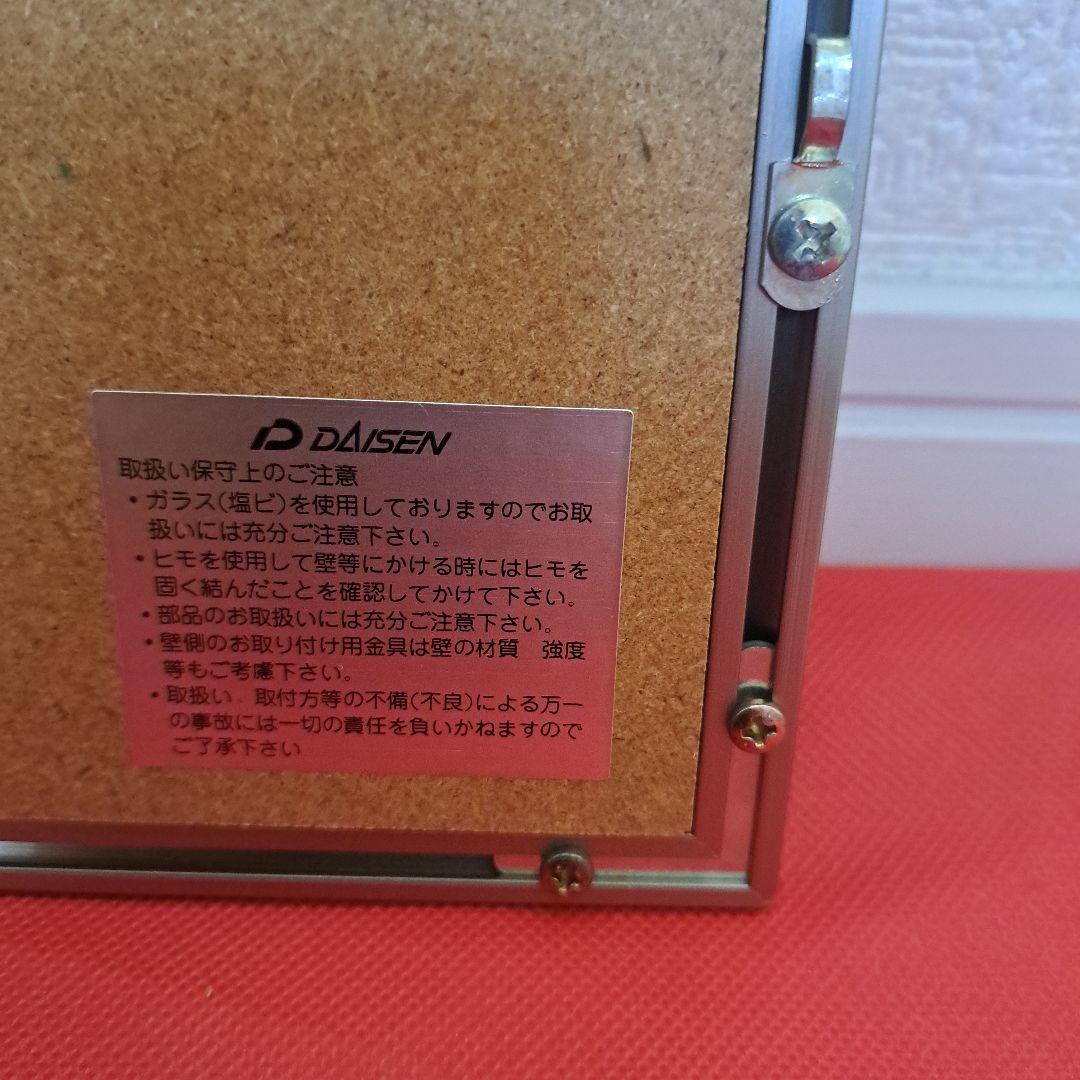 DAISEN
取扱い保守上のご注意
・ガラス(塩ビ)を使用しておりますのでお取
扱いには充分ご注意下さい。
・ヒモを使用して壁等にかける時にはヒモを
固く結んだことを確認してかけて下さい。
・部品のお取扱いには充分ご注意下さい。
・壁側のお取り付け用金具は壁の材質 強度
等もご考慮下さい。
・取扱い、取付方等の不備(不良)による万一
の事故には一切の責任を負いかねますので
ご了承下さい